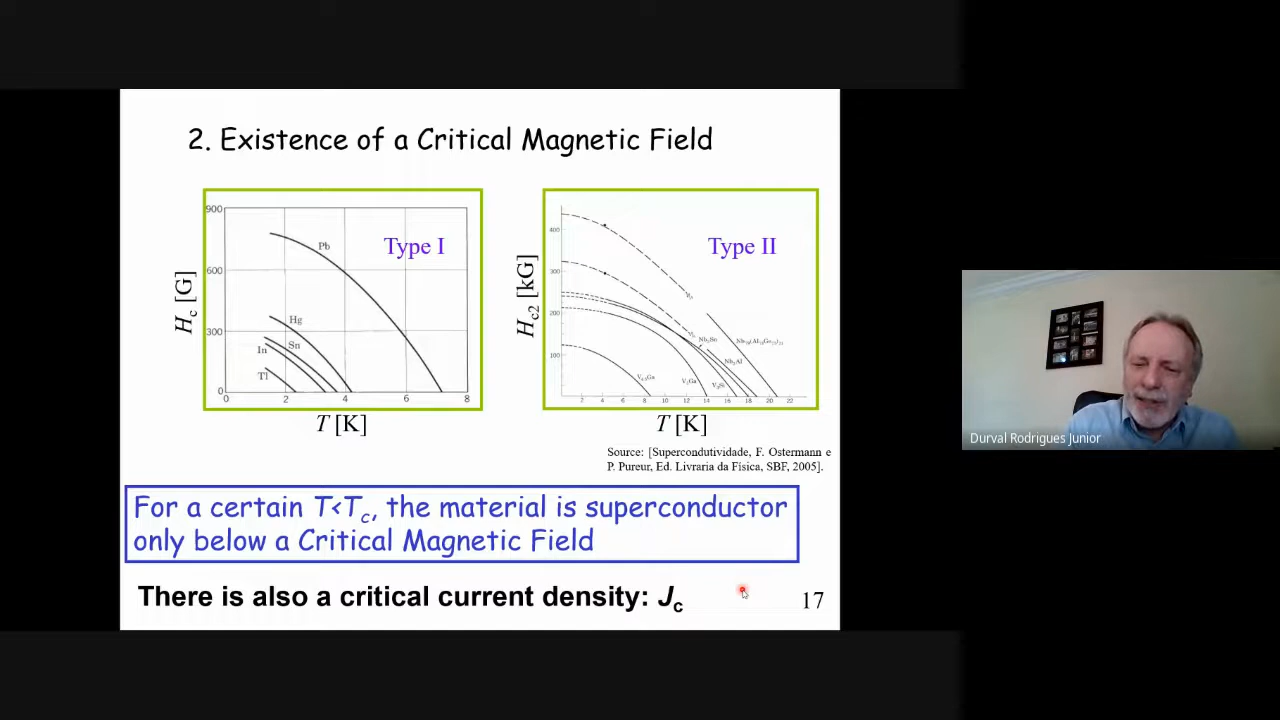 2. Existence of a Critical Magnetic Field
900
600
300
0
0 2 4 6 8
Pb
Hg
Sn
In
Tl
Type I
Hc [G]
T [K]
400
300
200
100
2 4 6 8 10 12 14 16 18 20 22
Type II
Nb3Sn
Nb3Al
V3Ga
V3Si
Hc2 [kG]
T [K]
Source: [Supercondutividade, F. Ostermann e
P. Pureur, Ed. Livraria da Física, SBF, 2005].
For a certain T<Tc, the material is superconductor
only below a Critical Magnetic Field
There is also a critical current density: Jc
17
Durval Rodrigues Junior